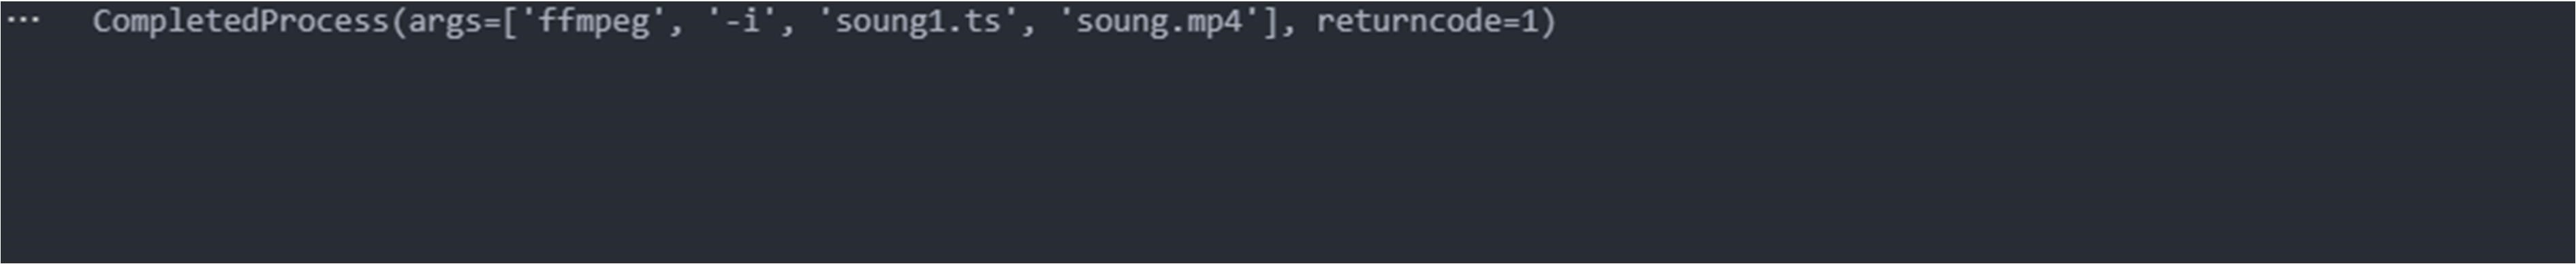 ... CompletedProcess(args=['ffmpeg', '-i', 'soung1.ts', 'soung.mp4'], returncode=1)